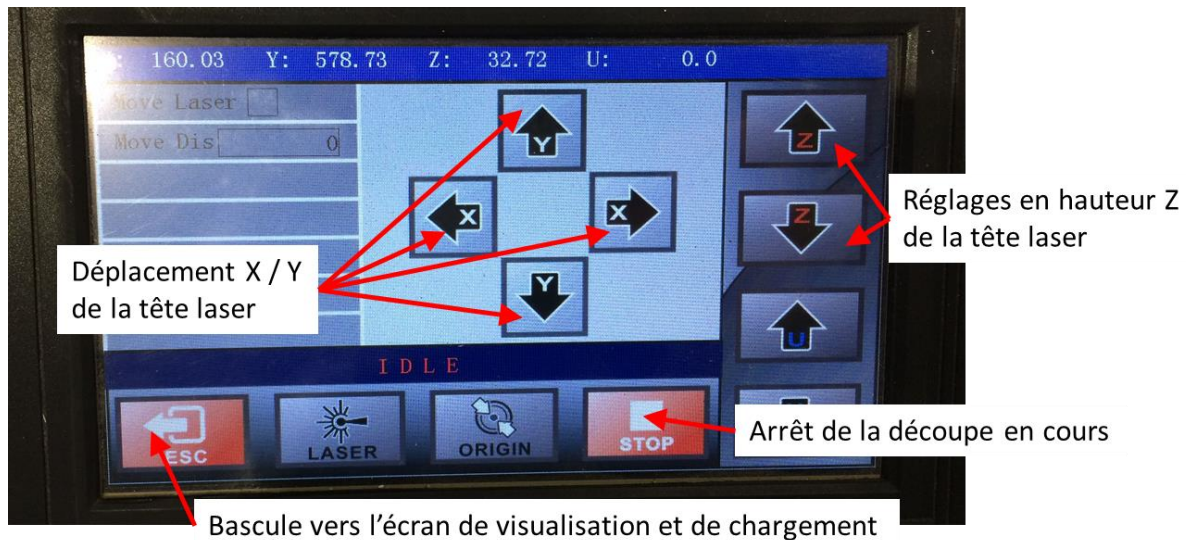 : 160.03 Y: 578.73 Z: 32.72 U: 0.0
Move Laser
Move Dis 0
Y
Z
X X
Z
Y
U
Réglages en hauteur Z
de la tête laser
Déplacement X / Y
de la tête laser
IDLE
ESC LASER ORIGIN STOP
Arrêt de la découpe en cours
Bascule vers l’écran de visualisation et de chargement